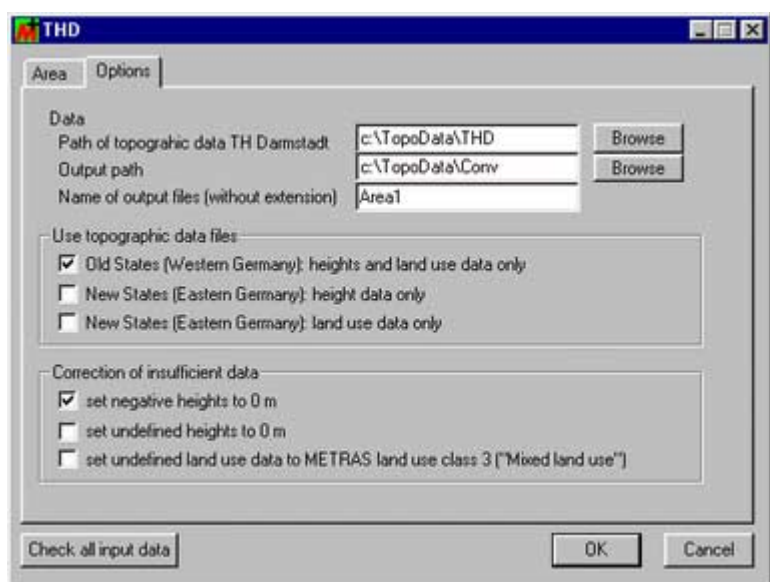 THD
Area Options
Data
Path of topograhic data TH Darmstadt c:\TopoData\THD Browse
Output path c:\TopoData\Conv Browse
Name of output files (without extension) Area1
Use topographic data files
Old States (Western Germany): heights and land use data only
New States (Eastern Germany): height data only
New States (Eastern Germany): land use data only
Correction of insufficient data
set negative heights to 0 m
set undefined heights to 0 m
set undefined land use data to METRAS land use class 3 ("Mixed land use")
Check all input data OK Cancel